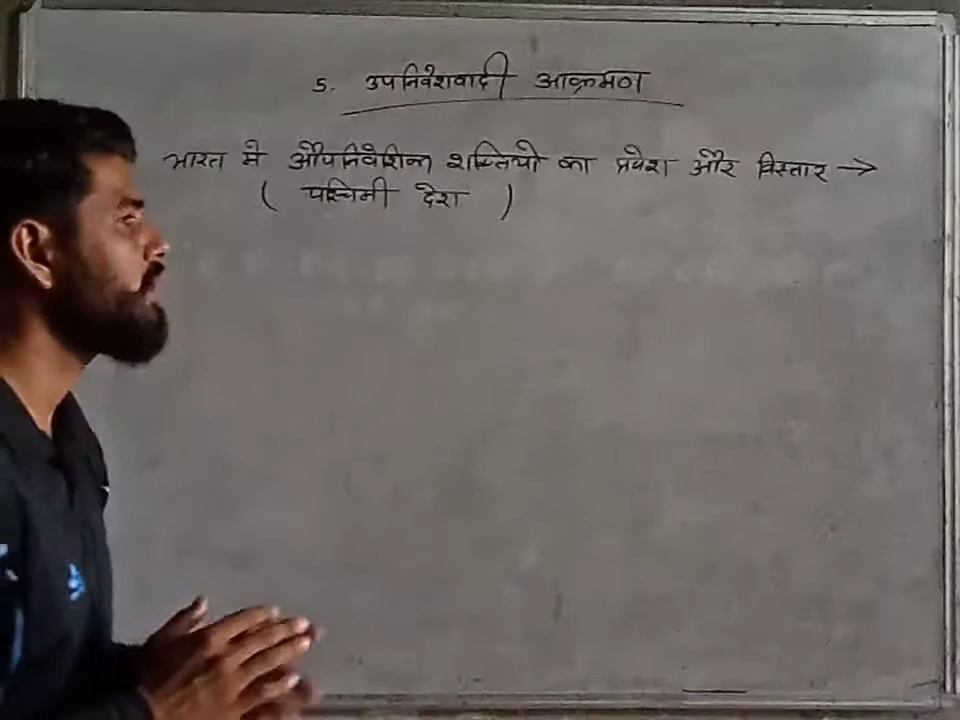 5. उपनिवेशवादी आक्रमण
भारत मे औपनिवेशिक शक्तियो का प्रवेश और विस्तार →
( पश्चिमी देश )